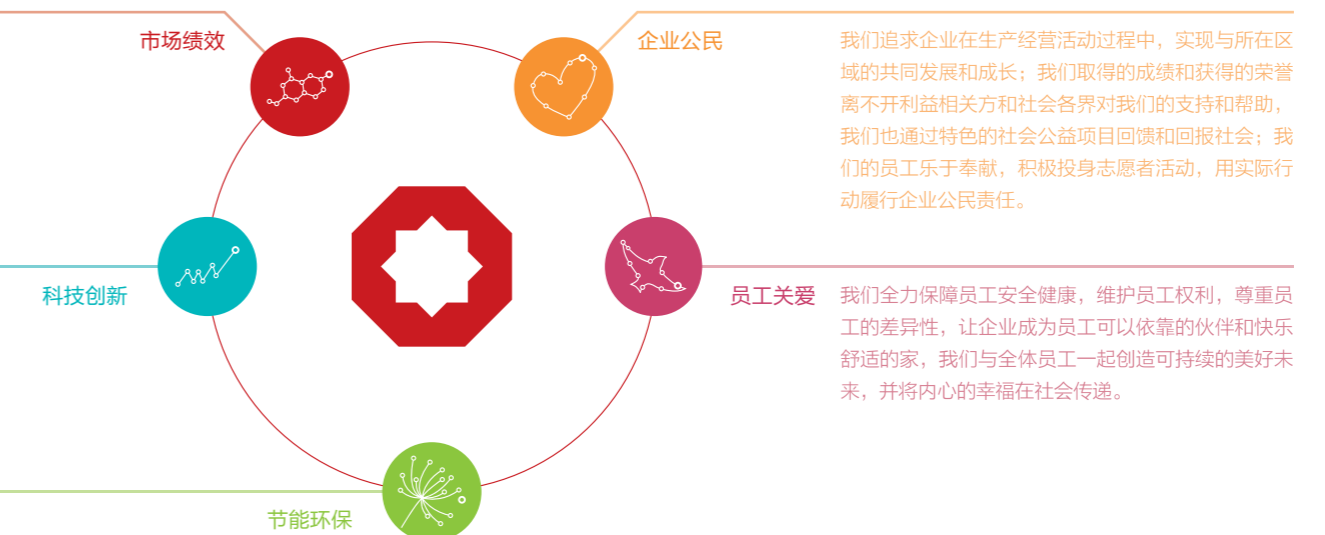 市场绩效
企业公民
我们追求企业在生产经营活动过程中，实现与所在区
域的共同发展和成长；我们取得的成绩和获得的荣誉
离不开利益相关方和社会各界对我们的支持和帮助，
我们也通过特色的社会公益项目回馈和回报社会；我
们的员工乐于奉献，积极投身志愿者活动，用实际行
动履行企业公民责任。
科技创新
员工关爱
我们全力保障员工安全健康，维护员工权利，尊重员
工的差异性，让企业成为员工可以依靠的伙伴和快乐
舒适的家，我们与全体员工一起创造可持续的美好未
来，并将内心的幸福在社会传递。
节能环保